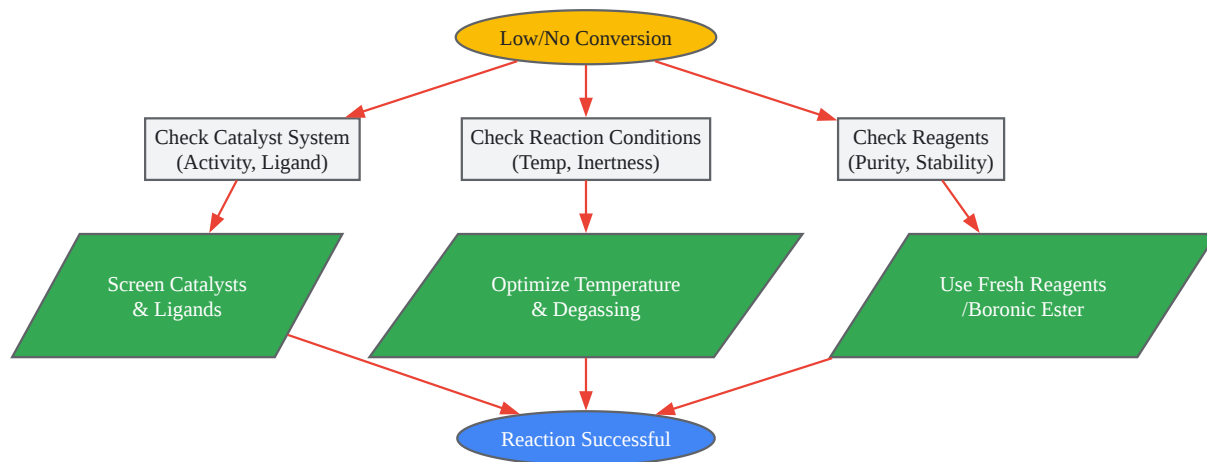 Low/No Conversion
Check Catalyst System
(Activity, Ligand)
Check Reaction Conditions
(Temp, Inertness)
Check Reagents
(Purity, Stability)
Screen Catalysts
& Ligands
Optimize Temperature
& Degassing
Use Fresh Reagents
/Boronic Ester
Reaction Successful